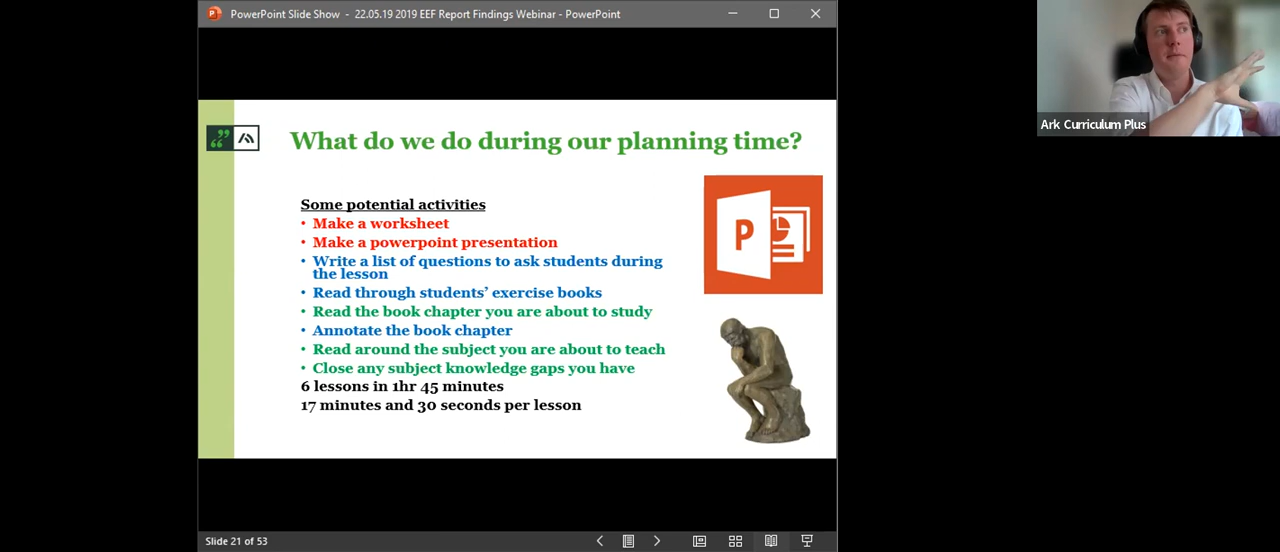 PowerPoint Slide Show - 22.05.19 2019 EEF Report Findings Webinar - PowerPoint
Ark Curriculum Plus
What do we do during our planning time?
Some potential activities
• Make a worksheet
• Make a powerpoint presentation
• Write a list of questions to ask students during
the lesson
• Read through students’ exercise books
• Read the book chapter you are about to study
• Annotate the book chapter
• Read around the subject you are about to teach
• Close any subject knowledge gaps you have
6 lessons in 1hr 45 minutes
17 minutes and 30 seconds per lesson
P
Slide 21 of 53